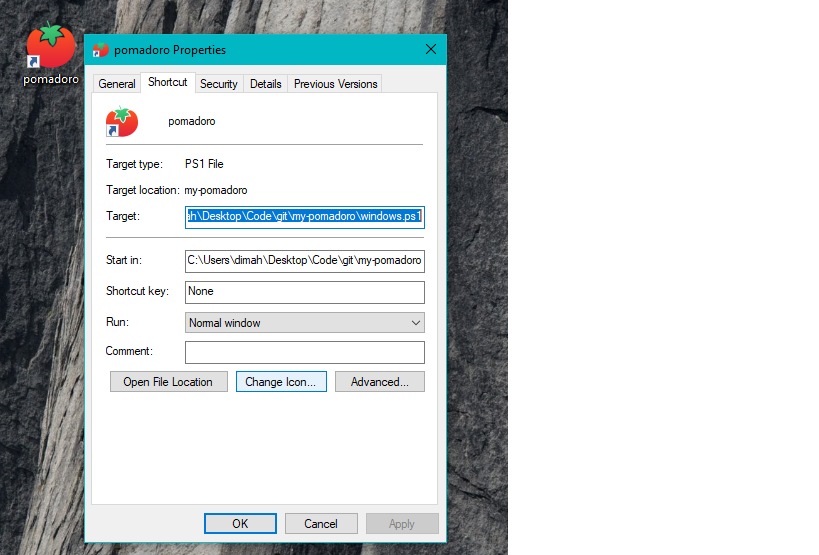 pomadoro
pomadoro Properties
General Shortcut Security Details Previous Versions
pomadoro
Target type: PS1 File
Target location: my-pomadoro
Target: ah\Desktop\Code\git\my-pomadoro\windows.ps1
Start in: C:\Users\dimah\Desktop\Code\git\my-pomadoro
Shortcut key: None
Run: Normal window
Comment:
Open File Location Change Icon... Advanced...
OK Cancel Apply